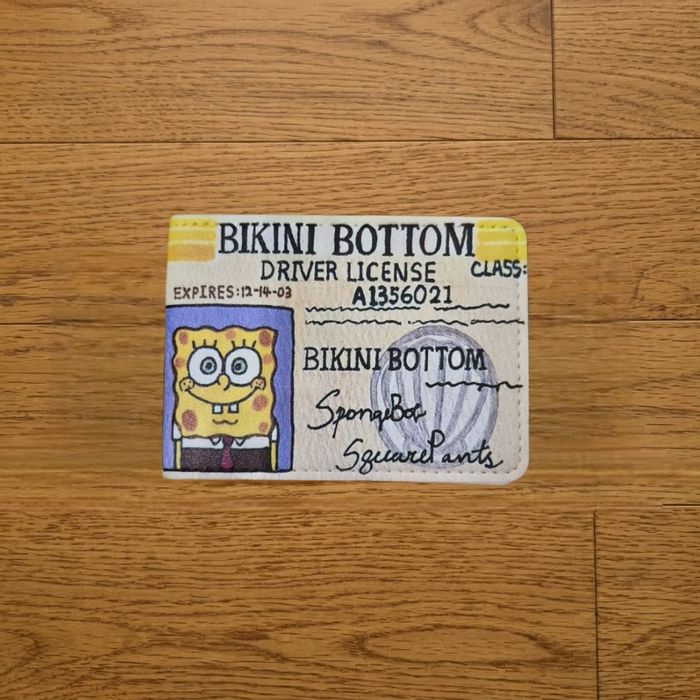 BIKINI BOTTOM
DRIVER LICENSE CLASS:
EXPIRES:12-14-03 A1356021
BIKINI BOTTOM
SpongeBob
SquarePants